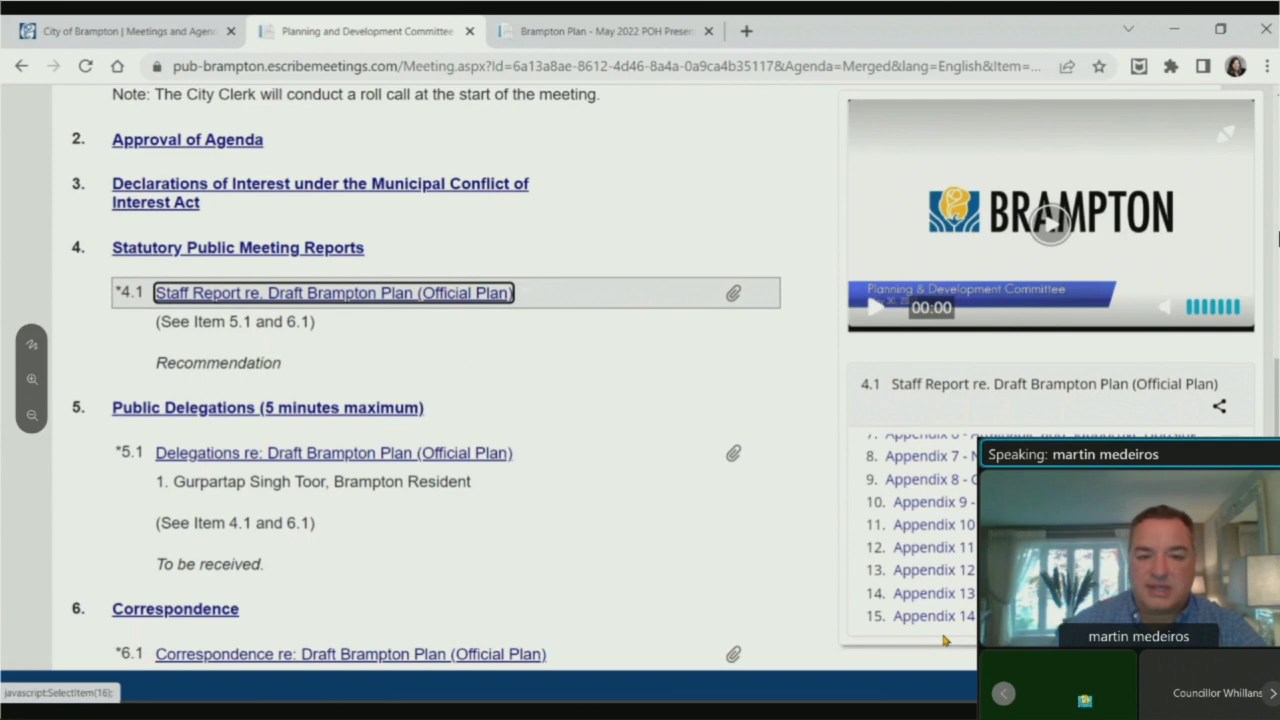 City of Brampton | Meetings and Agen
Planning and Development Committee
Brampton Plan - May 2022 POH Presen
pub-brampton.escribemeetings.com/Meeting.aspx?Id=6a13a8ae-8612-4d46-8a4a-0a9ca4b35117&Agenda=Merged&lang=English&Item=...
Note: The City Clerk will conduct a roll call at the start of the meeting.
2. Approval of Agenda
3. Declarations of Interest under the Municipal Conflict of
Interest Act
4. Statutory Public Meeting Reports
*4.1 Staff Report re. Draft Brampton Plan (Official Plan)
(See Item 5.1 and 6.1)
Recommendation
5. Public Delegations (5 minutes maximum)
*5.1 Delegations re: Draft Brampton Plan (Official Plan)
1. Gurpartap Singh Toor, Brampton Resident
(See Item 4.1 and 6.1)
To be received.
6. Correspondence
*6.1 Correspondence re: Draft Brampton Plan (Official Plan)
javascript:SelectItem(16);
BRAMPTON
Planning & Development Committee
00:00
4.1 Staff Report re. Draft Brampton Plan (Official Plan)
8. Appendix 7 - N
9. Appendix 8 -
10. Appendix 9 -
11. Appendix 10
12. Appendix 11
13. Appendix 12
14. Appendix 13
15. Appendix 14
Speaking: martin medeiros
martin medeiros
Councillor Whillans